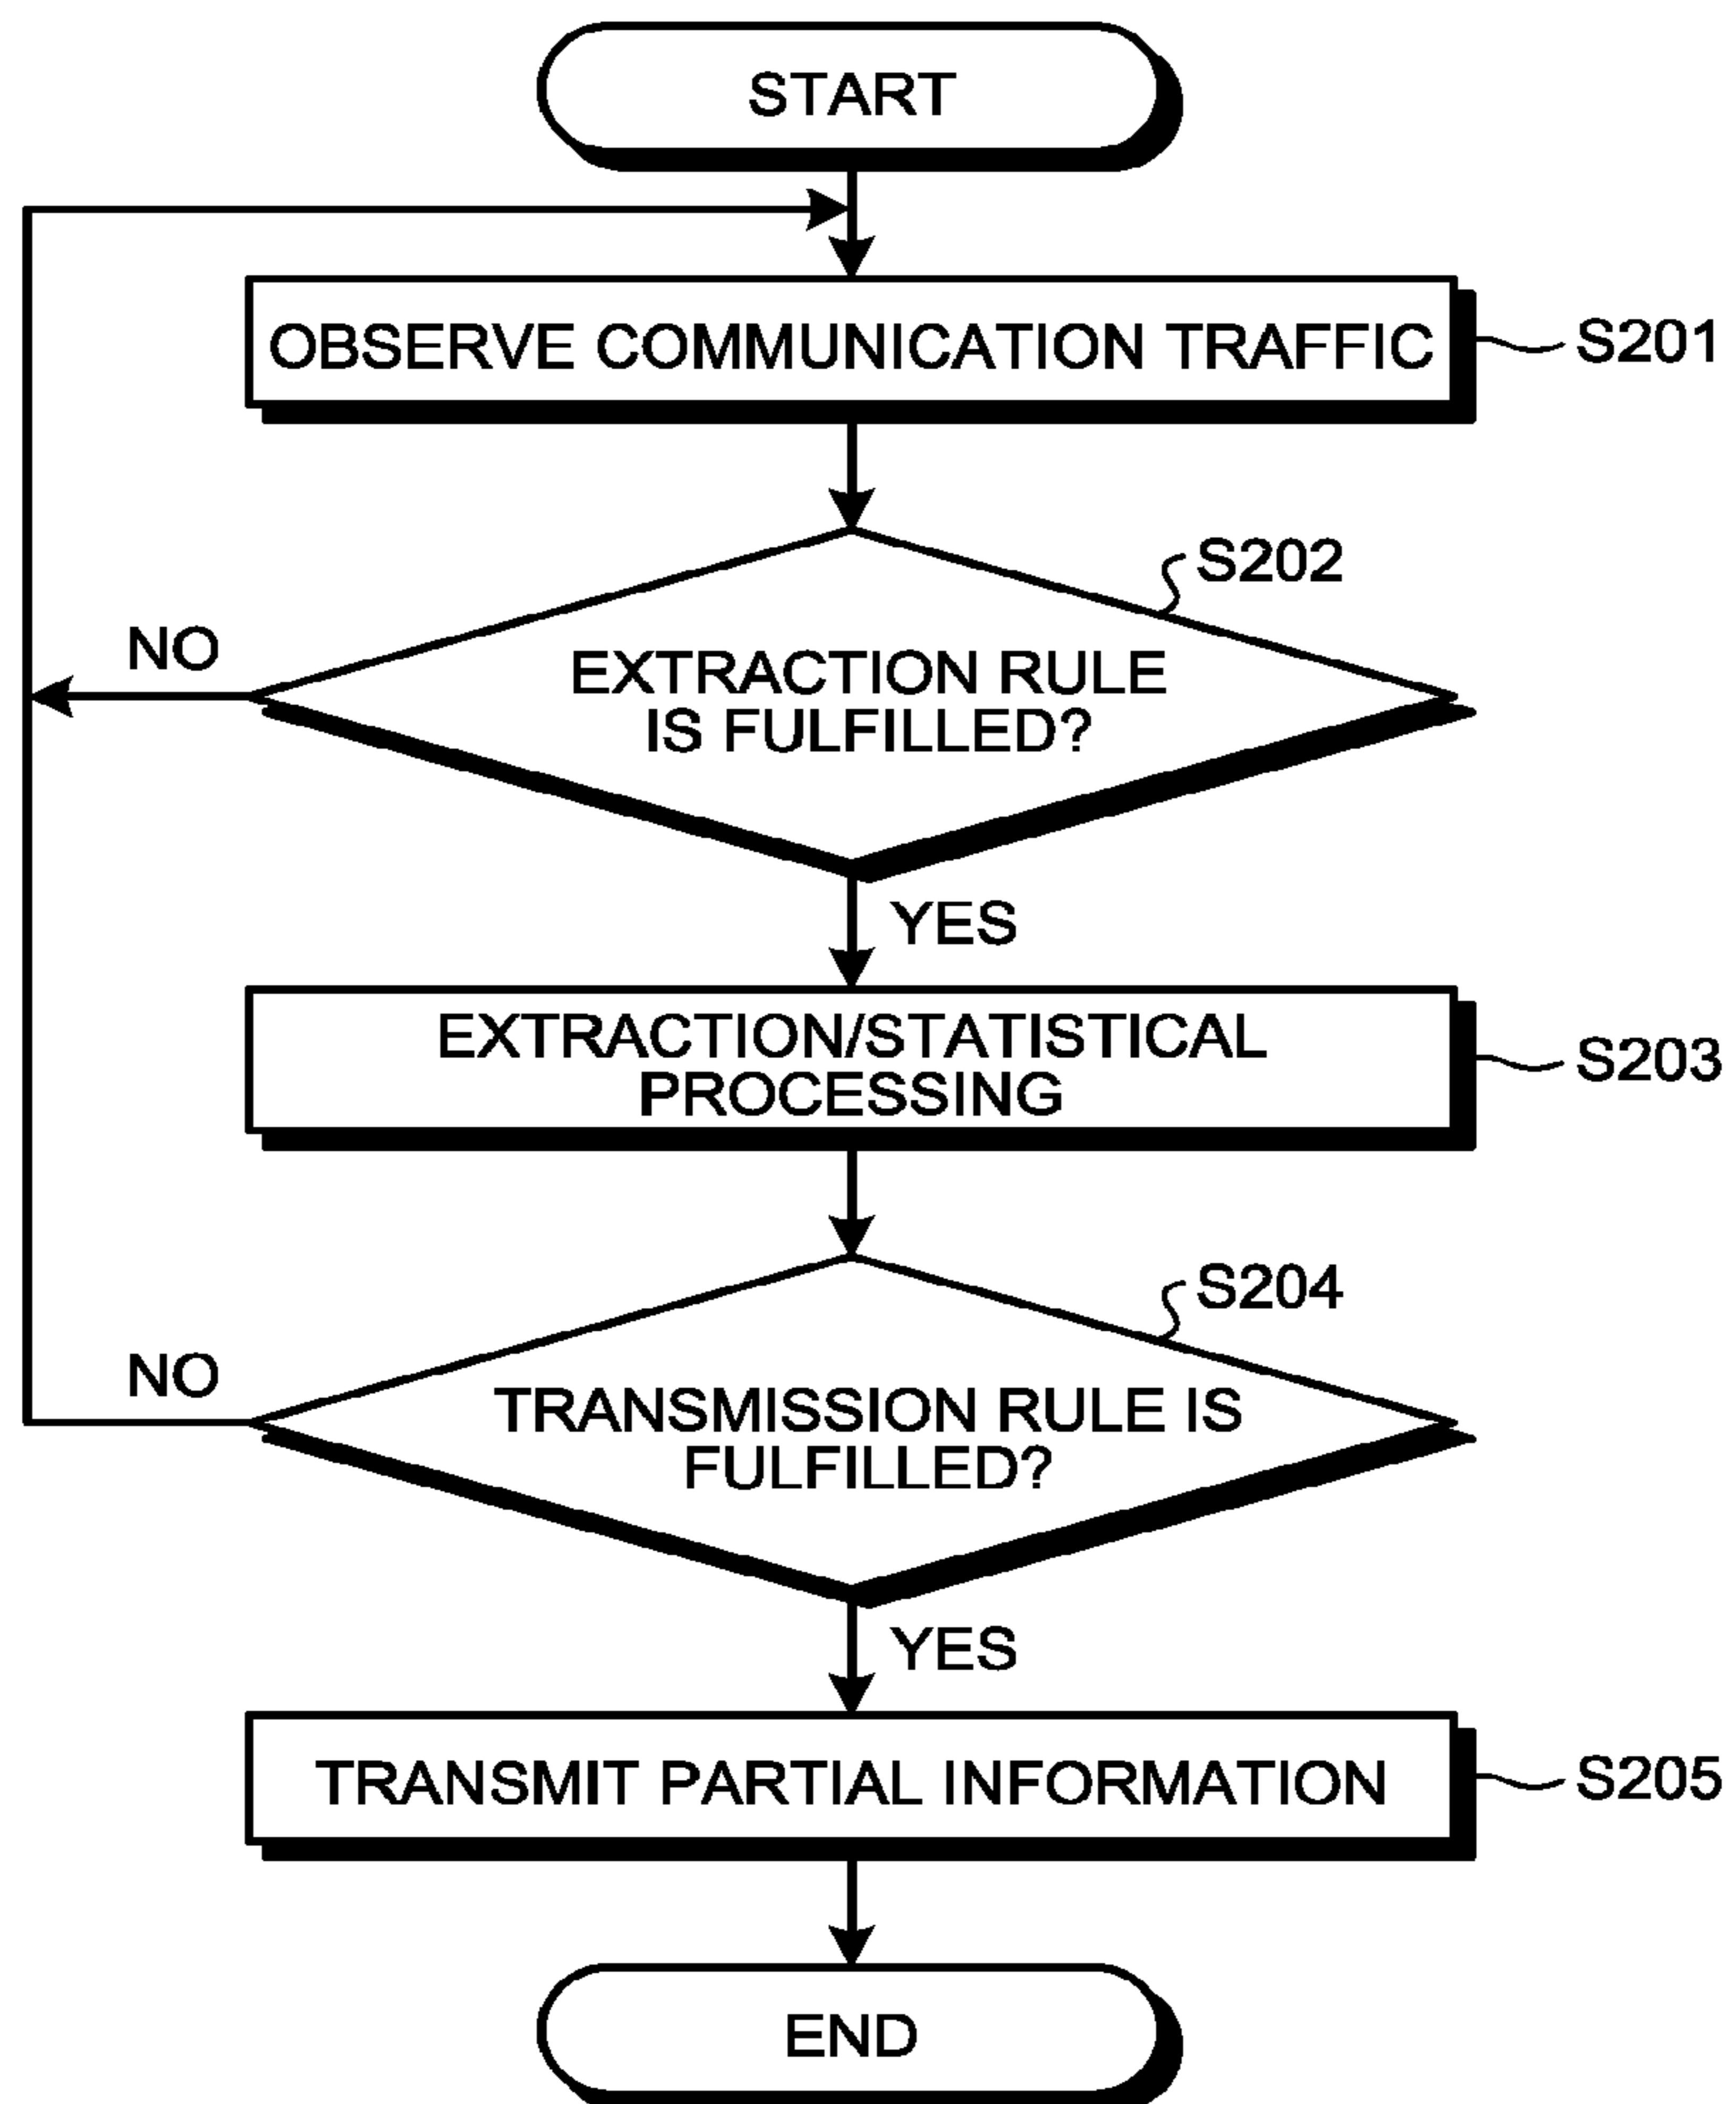 START
OBSERVE COMMUNICATION TRAFFIC
S201
S202
NO
EXTRACTION RULE
IS FULFILLED?
YES
EXTRACTION/STATISTICAL
PROCESSING
S203
S204
NO
TRANSMISSION RULE IS
FULFILLED?
YES
TRANSMIT PARTIAL INFORMATION
S205
END